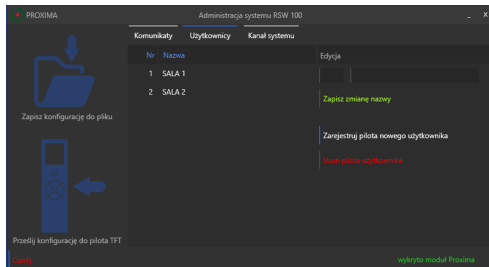 PROXIMA
Administracja systemu RSW 100
_ X
Komunikaty Użytkownicy Kanał systemu
Nr Nazwa
Edycja
1 SALA 1
2 SALA 2
Zapisz zmianę nazwy
Zapisz konfigurację do pliku
Zarejestruj pilota nowego użytkownika
Usuń pilota użytkownika
Prześlij konfigurację do pilota TFT
Cofnij
wykryto moduł Proxima